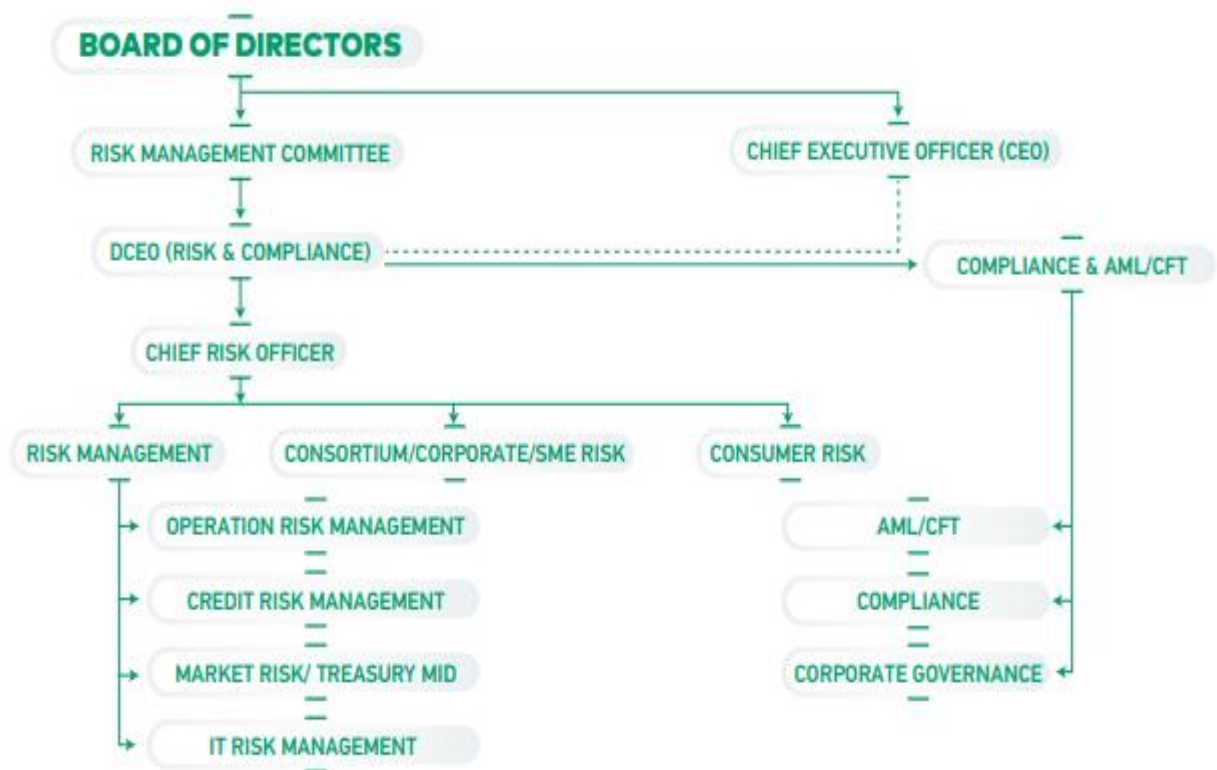 BOARD OF DIRECTORS
RISK MANAGEMENT COMMITTEE
CHIEF EXECUTIVE OFFICER (CEO)
DCEO (RISK & COMPLIANCE)
COMPLIANCE & AML/CFT
CHIEF RISK OFFICER
RISK MANAGEMENT
CONSORTIUM/CORPORATE/SME RISK
CONSUMER RISK
OPERATION RISK MANAGEMENT
AML/CFT
CREDIT RISK MANAGEMENT
COMPLIANCE
MARKET RISK/ TREASURY MID
CORPORATE GOVERNANCE
IT RISK MANAGEMENT